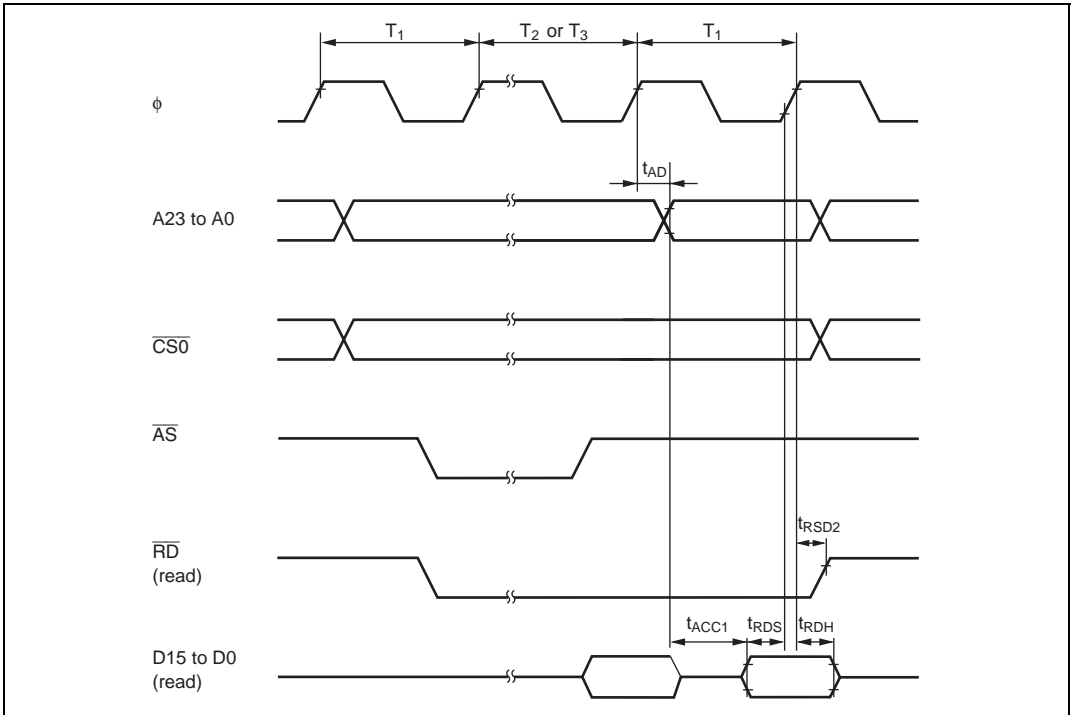 T1 T2 or T3 T1
ϕ
tAD
A23 to A0
CS0
AS
tRSD2
RD
(read)
tACC1 tRDS tRDH
D15 to D0
(read)